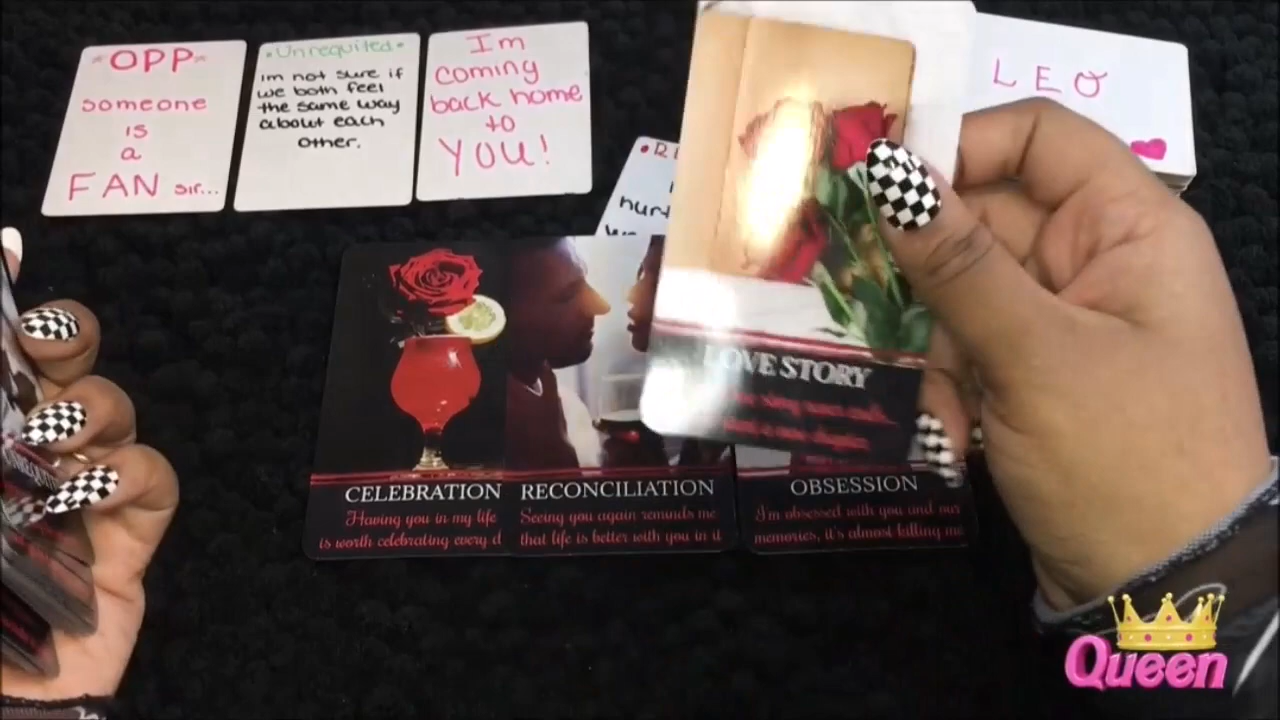 *OPP*
someone
is
a
FAN sir...
•Unrequited•
im not sure if
we both feel
the same way
about each
other.
Im
coming
back home
to
YOU!
LEO
hurt
LOVE STORY
CELEBRATION
Having you in my life
is worth celebrating every d
RECONCILIATION
Seeing you again reminds me
that life is better with you in it
OBSESSION
I'm obsessed with you and our
memories, it's almost killing me
Queen